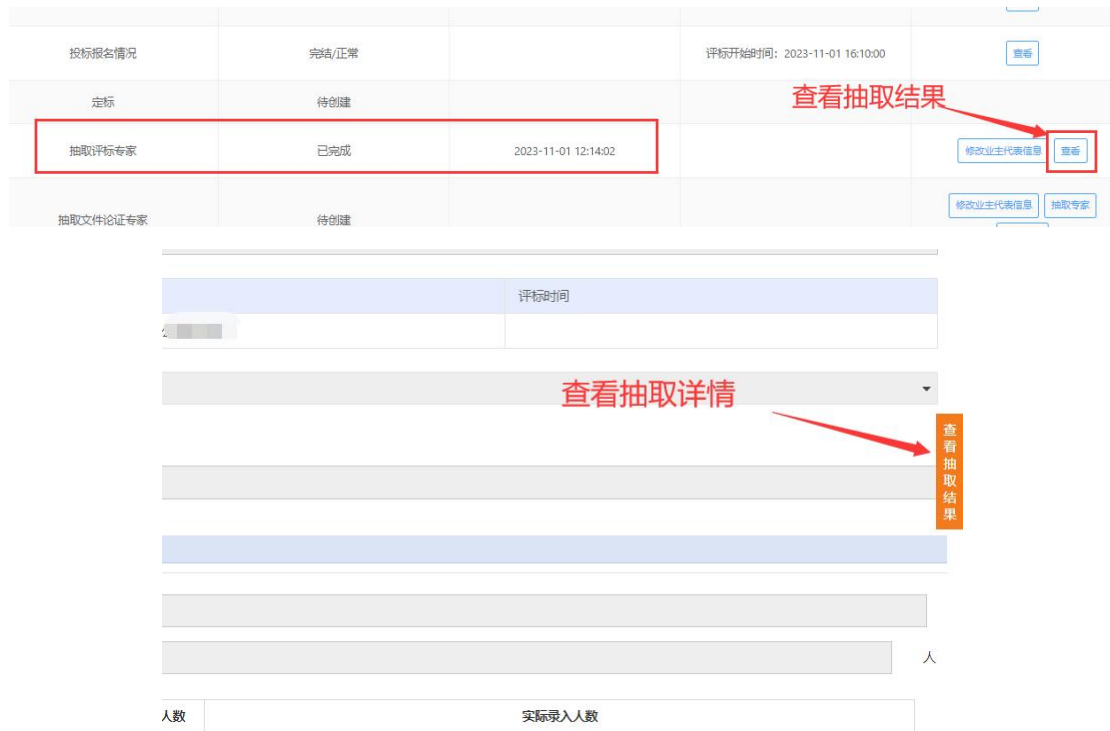 投标报名情况 完结/正常 评标开始时间：2023-11-01 16:10:00 查看
定标 待创建 查看抽取结果
抽取评标专家 已完成 2023-11-01 12:14:02 修改业主代表信息 查看
抽取文件论证专家 待创建 修改业主代表信息 抽取专家
评标时间
查看抽取详情
查看抽取结果
人
人数 实际录入人数